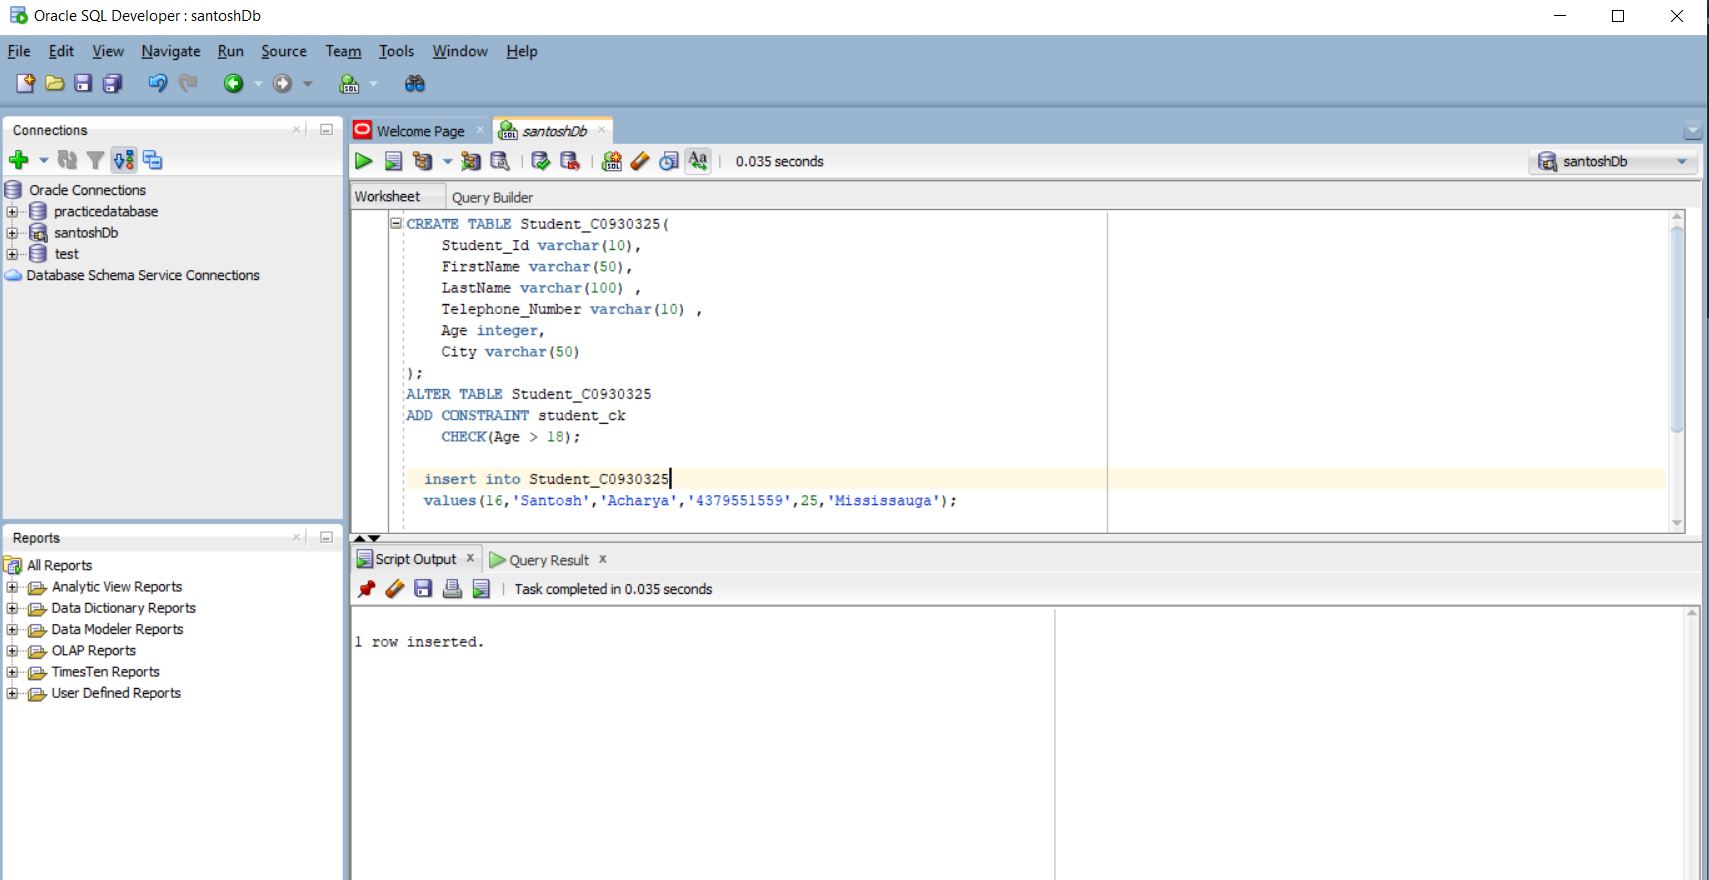 Oracle SQL Developer : santoshDb
File Edit View Navigate Run Source Team Tools Window Help
Connections
Oracle Connections
practicedatabase
santoshDb
test
Database Schema Service Connections
Reports
All Reports
Analytic View Reports
Data Dictionary Reports
Data Modeler Reports
OLAP Reports
TimesTen Reports
User Defined Reports
Welcome Page santoshDb
0.035 seconds santoshDb
Worksheet Query Builder
CREATE TABLE Student_C0930325(
Student_Id varchar(10),
FirstName varchar(50),
LastName varchar(100) ,
Telephone_Number varchar(10) ,
Age integer,
City varchar(50)
);
ALTER TABLE Student_C0930325
ADD CONSTRAINT student_ck
CHECK(Age > 18);
insert into Student_C0930325
values(16,'Santosh','Acharya','4379551559',25,'Mississauga');
Script Output x Query Result x
Task completed in 0.035 seconds
1 row inserted.